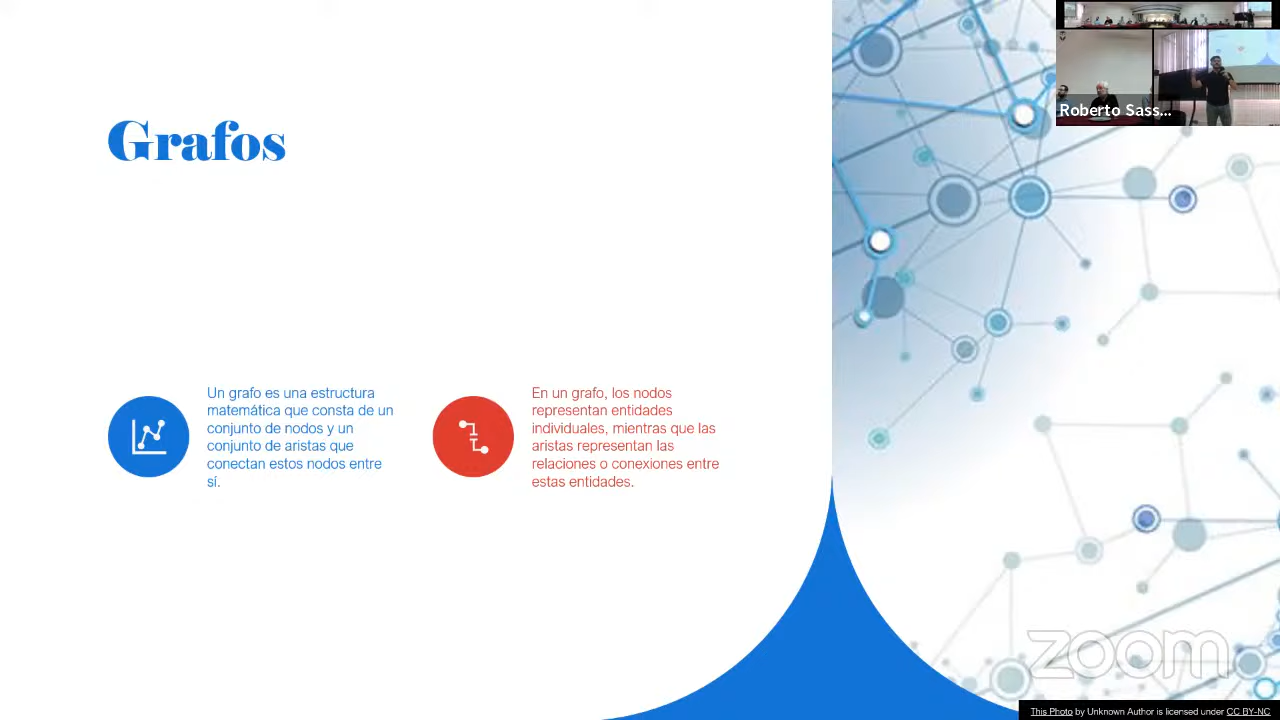 Grafos
Un grafo es una estructura
matemática que consta de un
conjunto de nodos y un
conjunto de aristas que
conectan estos nodos entre
sí.
En un grafo, los nodos
representan entidades
individuales, mientras que las
aristas representan las
relaciones o conexiones entre
estas entidades.
Roberto Sass...
zoom
This Photo by Unknown Author is licensed under CC BY-NC